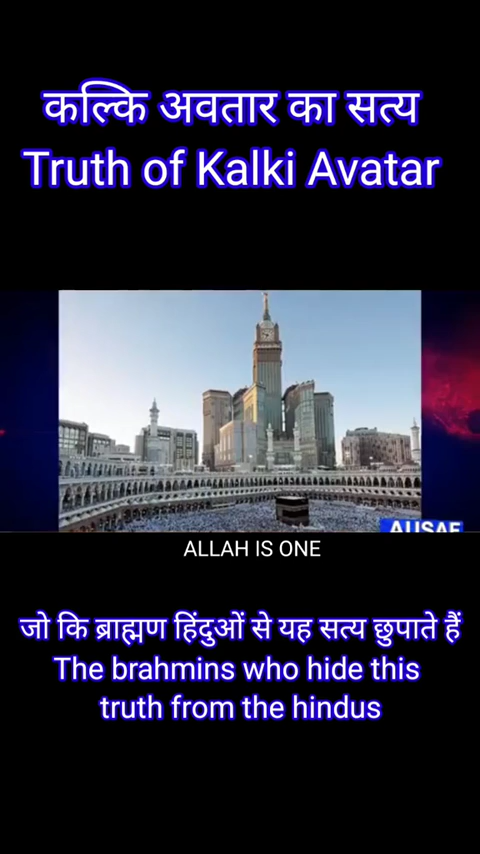 कल्कि अवतार का सत्य
Truth of Kalki Avatar
AUSAF
ALLAH IS ONE
जो कि ब्राह्मण हिंदुओं से यह सत्य छुपाते हैं
The brahmins who hide this
truth from the hindus